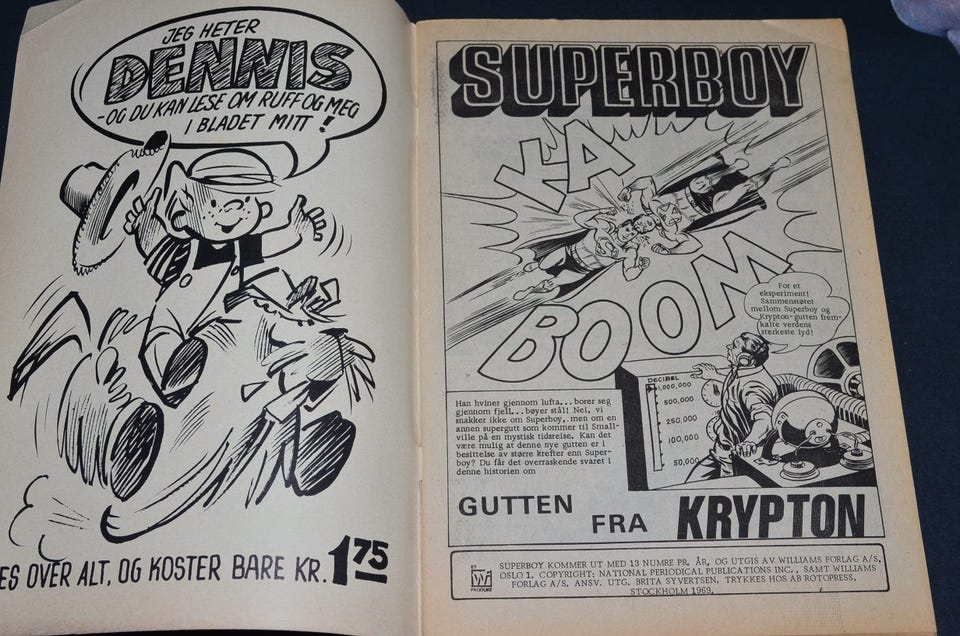 JEG HETER
DENNIS
-OG DU KAN LESE OM RUFF OG MEG
I BLADET MITT !
ES OVER ALT, OG KOSTER BARE KR. 1 75
SUPERBOY
KA
BOOM
For et
eksperiment!
Sammenstøtet
mellom Superboy og
Krypton-gutten frem-
kalte verdens
sterkeste lyd!
DECIBEL
1,000,000
500,000
250,000
100,000
50,000
Han hviner gjennom lufta...borer seg
gjennom fjell...bøyer stål! Nei, vi
snakker ikke om Superboy, men om en
annen supergutt som kommer til Small-
ville på en mystisk tidsreise. Kan det
være mulig at denne nye gutten er i
besittelse av større krefter enn Super-
boy? Du får det overraskende svaret i
denne historien om
GUTTEN
FRA
KRYPTON
PRODUKT
SUPERBOY KOMMER UT MED 13 NUMRE PR. ÅR, OG UTGIS AV WILLIAMS FORLAG A/S,
OSLO 1. COPYRIGHT: NATIONAL PERIODICAL PUBLICATIONS INC., SAMT WILLIAMS
FORLAG A/S. ANSV. UTG. BRITA SYVERTSEN. TRYKKES HOS AB ROTOPRESS,
STOCKHOLM 1969.